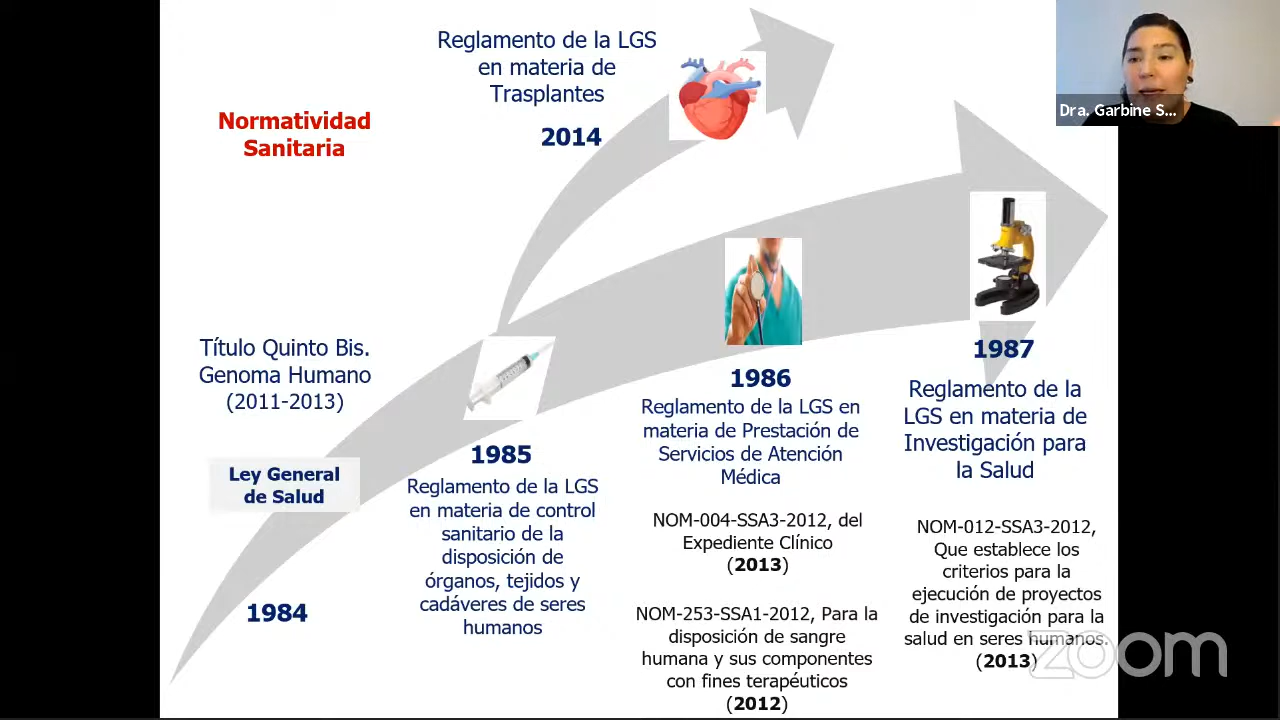 Reglamento de la LGS
en materia de
Trasplantes
2014
Normatividad
Sanitaria
Dra. Garbine S...
Título Quinto Bis.
Genoma Humano
(2011-2013)
Ley General
de Salud
1984
1985
Reglamento de la LGS
en materia de control
sanitario de la
disposición de
órganos, tejidos y
cadáveres de seres
humanos
1986
Reglamento de la LGS en
materia de Prestación de
Servicios de Atención
Médica
NOM-004-SSA3-2012, del
Expediente Clínico
(2013)
NOM-253-SSA1-2012, Para la
disposición de sangre
humana y sus componentes
con fines terapéuticos
(2012)
1987
Reglamento de la
LGS en materia de
Investigación para
la Salud
NOM-012-SSA3-2012,
Que establece los
criterios para la
ejecución de proyectos
de investigación para la
salud en seres humanos.
(2013)
zoom